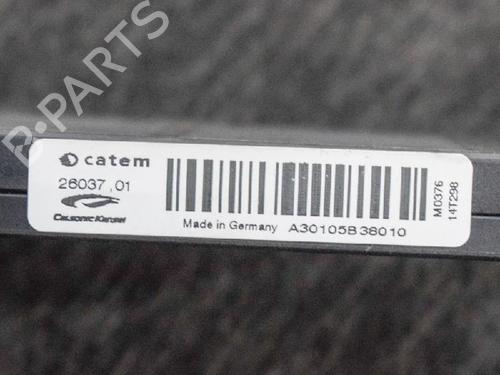 B-PARTS
catem
26037,01
Calsonic Kansei
Made in Germany
A30105B38010
M0376
14T298